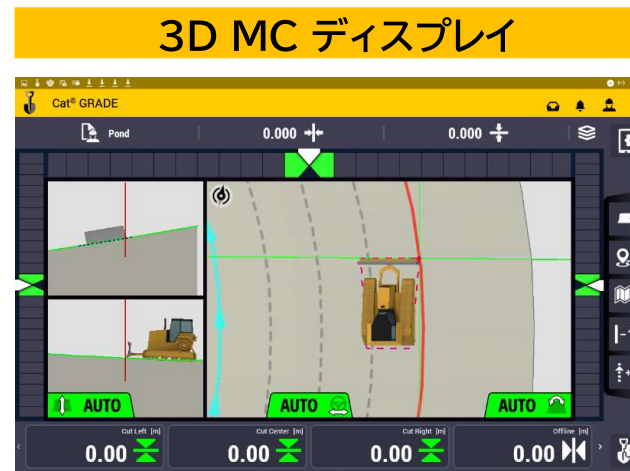 3D MC ディスプレイ
Cat® GRADE
Pond 0.000 0.000
AUTO AUTO AUTO
Cut Left [m] Cut Center [m] Cut Right [m] Offline [m]
0.00 0.00 0.00 0.00